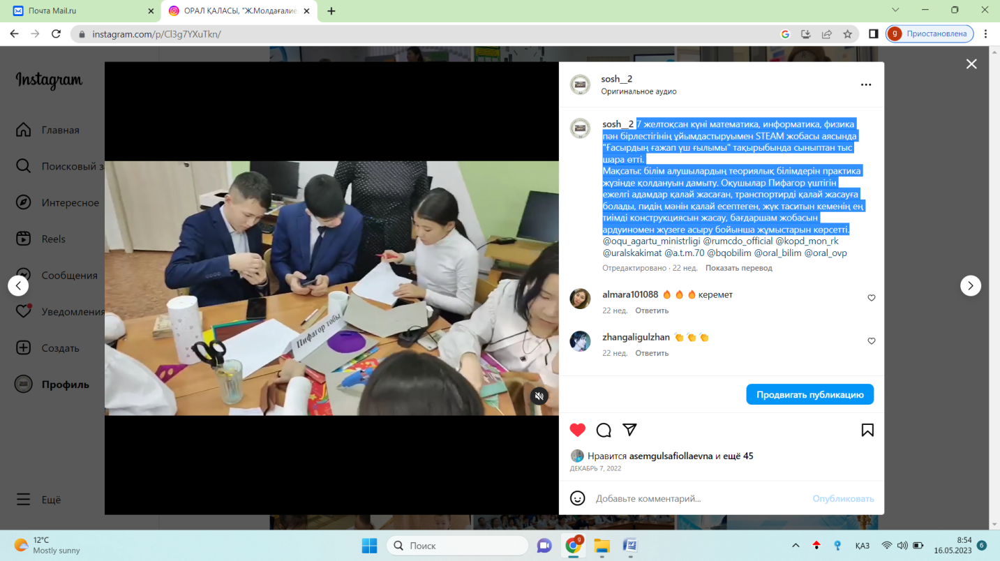 Почта Mail.ru
ОРАЛ ҚАЛАСЫ, "Ж.Молдағалие
instagram.com/p/Cl3g7YXuTkn/
g Приостановлена
Instagram
Главная
Поисковый з
Интересное
Reels
Сообщения
Уведомления
Создать
Профиль
Ещё
Пифагор тобы
sosh__2
Оригинальное аудио
sosh__2 7 желтоқсан күні математика, информатика, физика
пән бірлестігінің ұйымдастыруымен STEAM жобасы аясында
"Ғасырдың ғажап үш ғылымы" тақырыбында сыныптан тыс
шара өтті.
Мақсаты: білім алушылардың теориялық білімдерін практика
жүзінде қолдануын дамыту. Оқушылар Пифагор үштігін
ежелгі адамдар қалай жасаған, транспортирді қалай жасауға
болады, пидің мәнін қалай есептеген, жүк таситын кеменің ең
тиімді конструкциясын жасау, бағдаршам жобасын
ардуиномен жүзеге асыру бойынша жұмыстарын көрсетті.
@oqu_agartu_ministrligi @rumcdo_official @kopd_mon_rk
@uralskakimat @a.t.m.70 @bqobilim @oral_bilim @oral_ovp
Отредактировано · 22 нед. Показать перевод
almara101088 🔥 🔥 🔥 керемет
22 нед. Ответить
zhangaligulzhan 👏 👏 👏
22 нед. Ответить
Продвигать публикацию
Нравится asemgulsafiollaevna и ещё 45
ДЕКАБРЬ 7, 2022
Добавьте комментарий...
Опубликовать
12°C
Mostly sunny
Поиск
9
ҚАЗ
8:54
16.05.2023
6